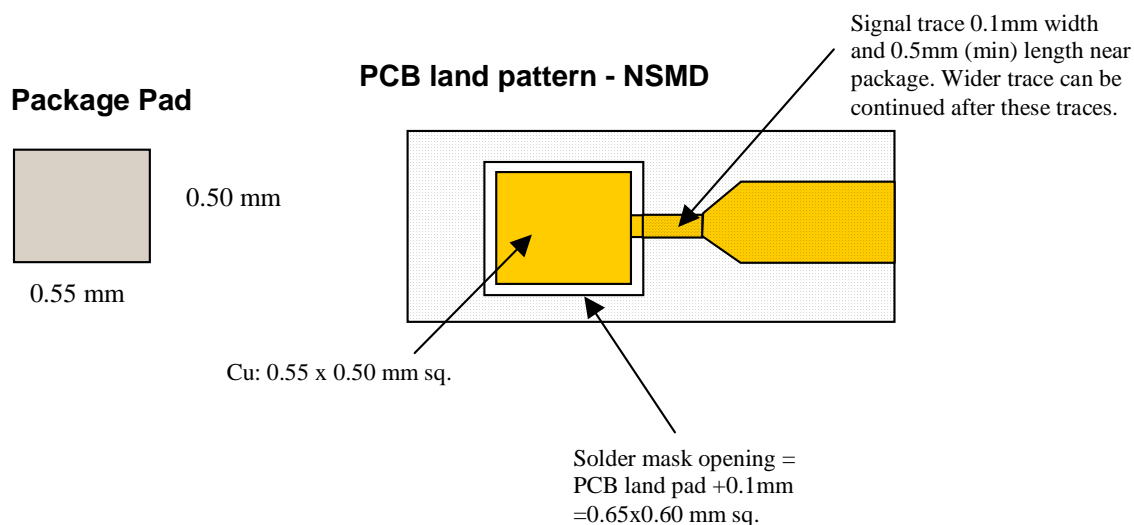 Signal trace 0.1mm width
and 0.5mm (min) length near
package. Wider trace can be
continued after these traces.
PCB land pattern - NSMD
Package Pad
0.50 mm
0.55 mm
Cu: 0.55 x 0.50 mm sq.
Solder mask opening =
PCB land pad +0.1mm
=0.65x0.60 mm sq.